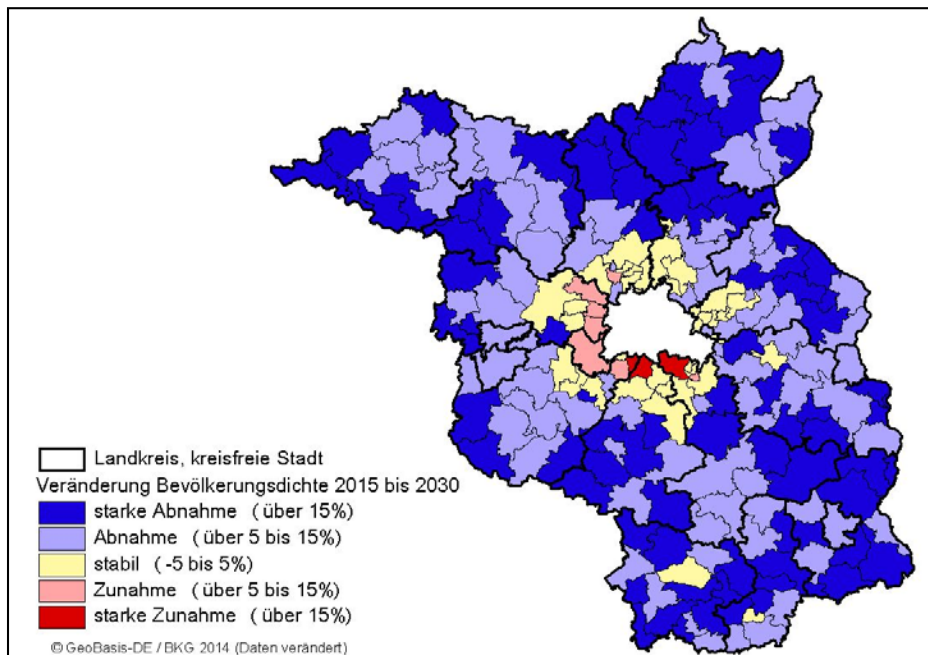 Landkreis, kreisfreie Stadt
Veränderung Bevölkerungsdichte 2015 bis 2030
starke Abnahme (über 15%)
Abnahme (über 5 bis 15%)
stabil (-5 bis 5%)
Zunahme (über 5 bis 15%)
starke Zunahme (über 15%)
© GeoBasis-DE / BKG 2014 (Daten verändert)